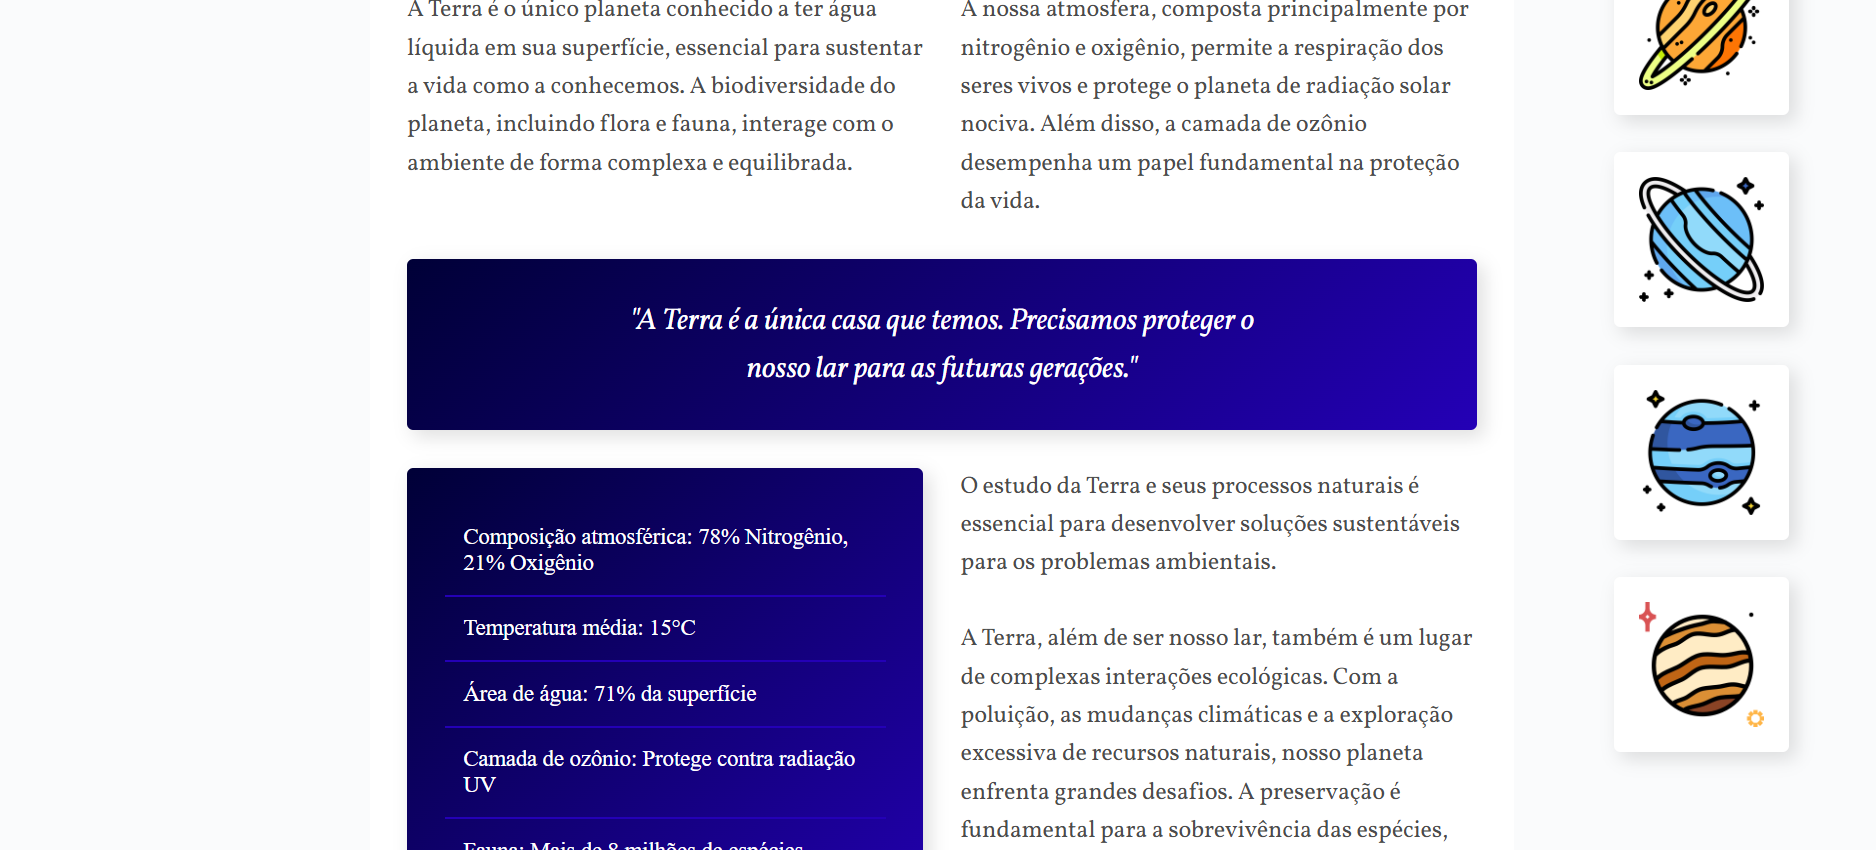 A Terra é o único planeta conhecido a ter água
líquida em sua superfície, essencial para sustentar
a vida como a conhecemos. A biodiversidade do
planeta, incluindo flora e fauna, interage com o
ambiente de forma complexa e equilibrada.
A nossa atmosfera, composta principalmente por
nitrogênio e oxigênio, permite a respiração dos
seres vivos e protege o planeta de radiação solar
nociva. Além disso, a camada de ozônio
desempenha um papel fundamental na proteção
da vida.
"A Terra é a única casa que temos. Precisamos proteger o
nosso lar para as futuras gerações."
Composição atmosférica: 78% Nitrogênio,
21% Oxigênio
Temperatura média: 15°C
Área de água: 71% da superfície
Camada de ozônio: Protege contra radiação
UV
Fauna: Mais de 8 milhões de espécies
O estudo da Terra e seus processos naturais é
essencial para desenvolver soluções sustentáveis
para os problemas ambientais.
A Terra, além de ser nosso lar, também é um lugar
de complexas interações ecológicas. Com a
poluição, as mudanças climáticas e a exploração
excessiva de recursos naturais, nosso planeta
enfrenta grandes desafios. A preservação é
fundamental para a sobrevivência das espécies,